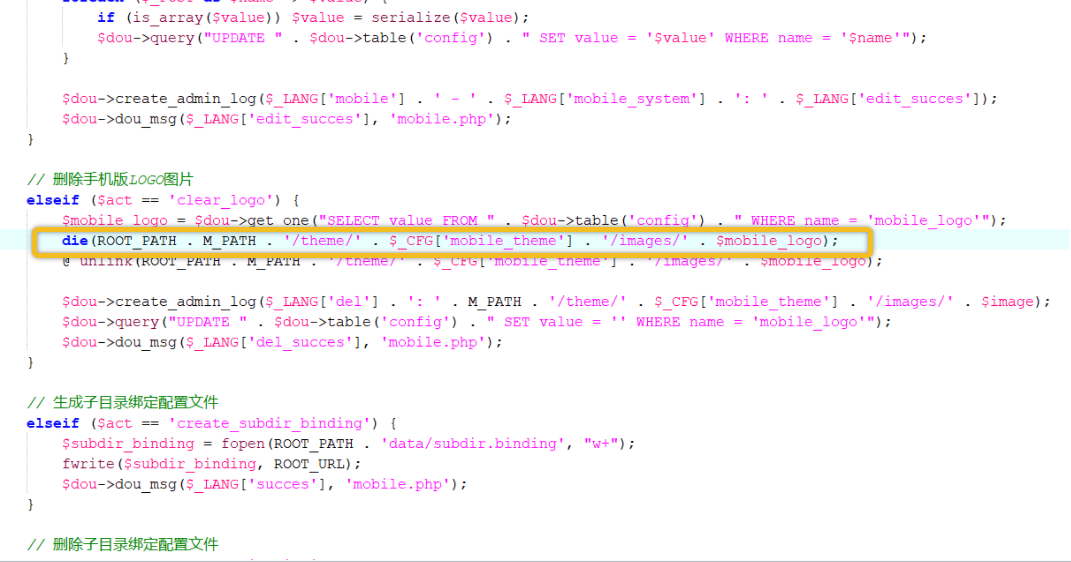 if (is_array($value)) $value = serialize($value);
$dou->query("UPDATE " . $dou->table('config') . " SET value = '$value' WHERE name = '$name'");
}
$dou->create_admin_log($_LANG['mobile'] . ' - ' . $_LANG['mobile_system'] . ': ' . $_LANG['edit_succes']);
$dou->dou_msg($_LANG['edit_succes'], 'mobile.php');
}
// 删除手机版LOGO图片
elseif ($act == 'clear_logo') {
$mobile_logo = $dou->get_one("SELECT value FROM " . $dou->table('config') . " WHERE name = 'mobile_logo'");
die(ROOT_PATH . M_PATH . '/theme/' . $_CFG['mobile_theme'] . '/images/' . $mobile_logo);
@ unlink(ROOT_PATH . M_PATH . '/theme/' . $_CFG['mobile_theme'] . '/images/' . $mobile_logo);
$dou->create_admin_log($_LANG['del'] . ': ' . M_PATH . '/theme/' . $_CFG['mobile_theme'] . '/images/' . $image);
$dou->query("UPDATE " . $dou->table('config') . " SET value = '' WHERE name = 'mobile_logo'");
$dou->dou_msg($_LANG['del_succes'], 'mobile.php');
}
// 生成子目录绑定配置文件
elseif ($act == 'create_subdir_binding') {
$subdir_binding = fopen(ROOT_PATH . 'data/subdir.binding', "w+");
fwrite($subdir_binding, ROOT_URL);
$dou->dou_msg($_LANG['succes'], 'mobile.php');
}
// 删除子目录绑定配置文件